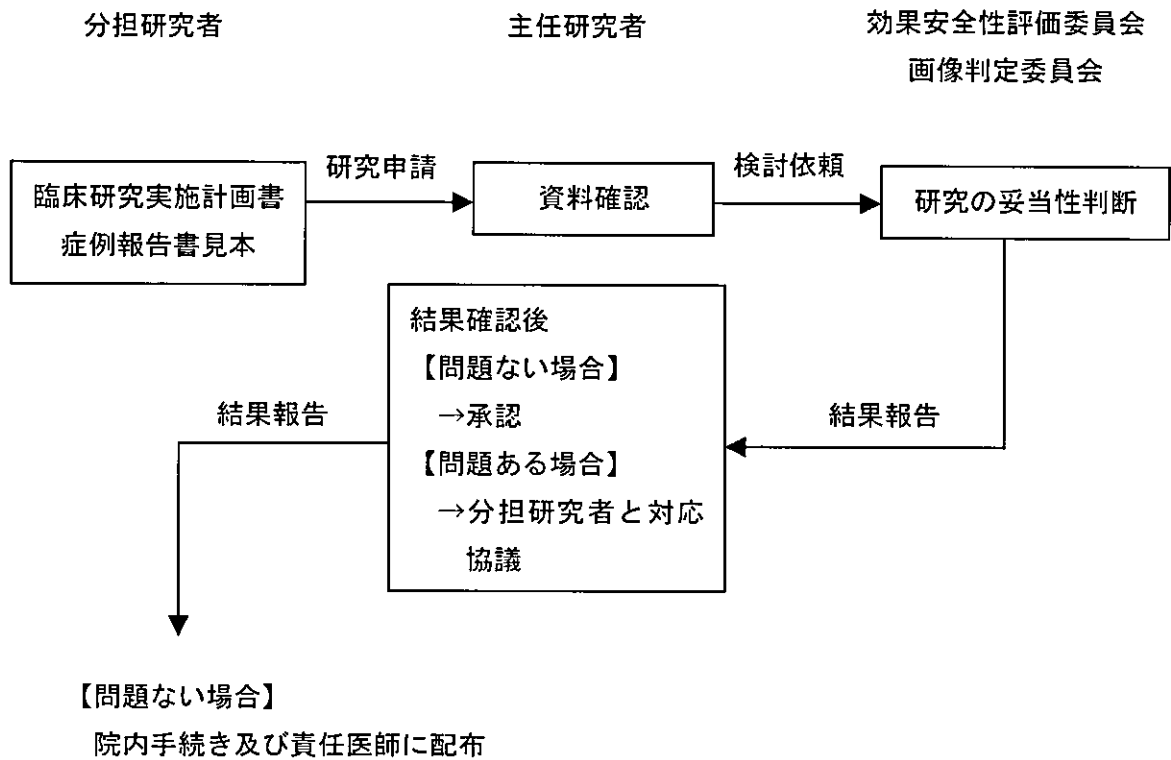 分担研究者
主任研究者
効果安全性評価委員会
画像判定委員会
臨床研究実施計画書
症例報告書見本
研究申請
資料確認
検討依頼
研究の妥当性判断
結果報告
結果確認後
【問題ない場合】
→承認
【問題ある場合】
→分担研究者と対応
協議
結果報告
【問題ない場合】
院内手続き及び責任医師に配布